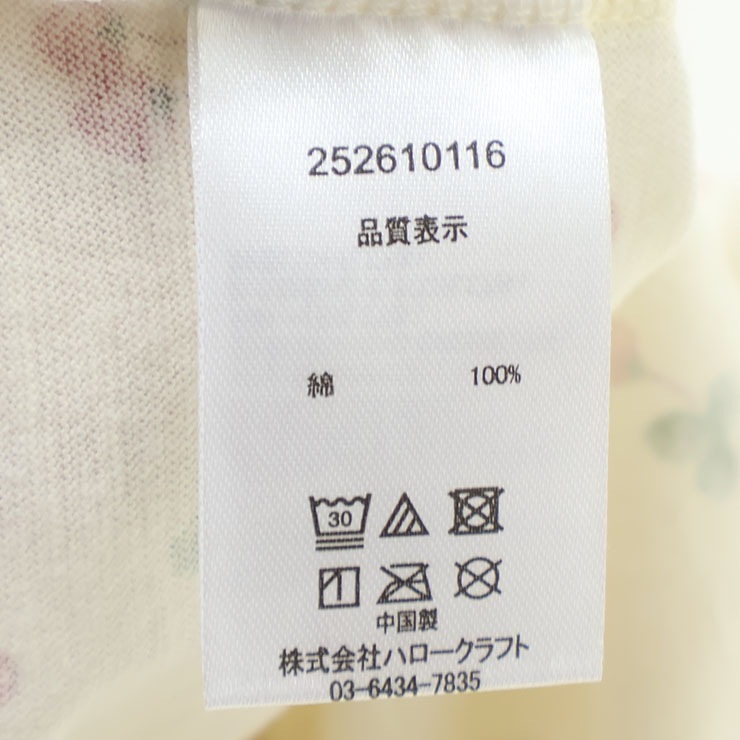 252610116
品質表示
綿 100%
30
中国製
株式会社ハロークラフト
03-6434-7835